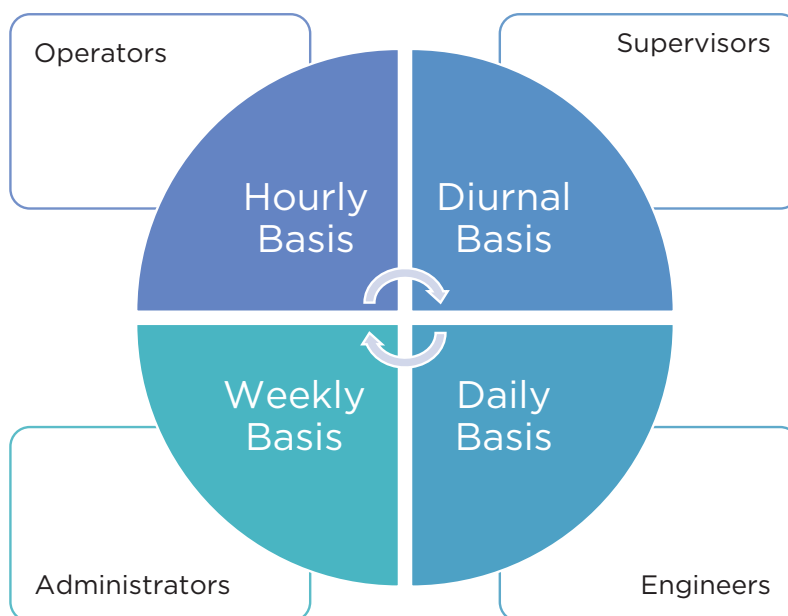 Operators
Supervisors
Hourly
Basis
Diurnal
Basis
Weekly
Basis
Daily
Basis
Administrators
Engineers